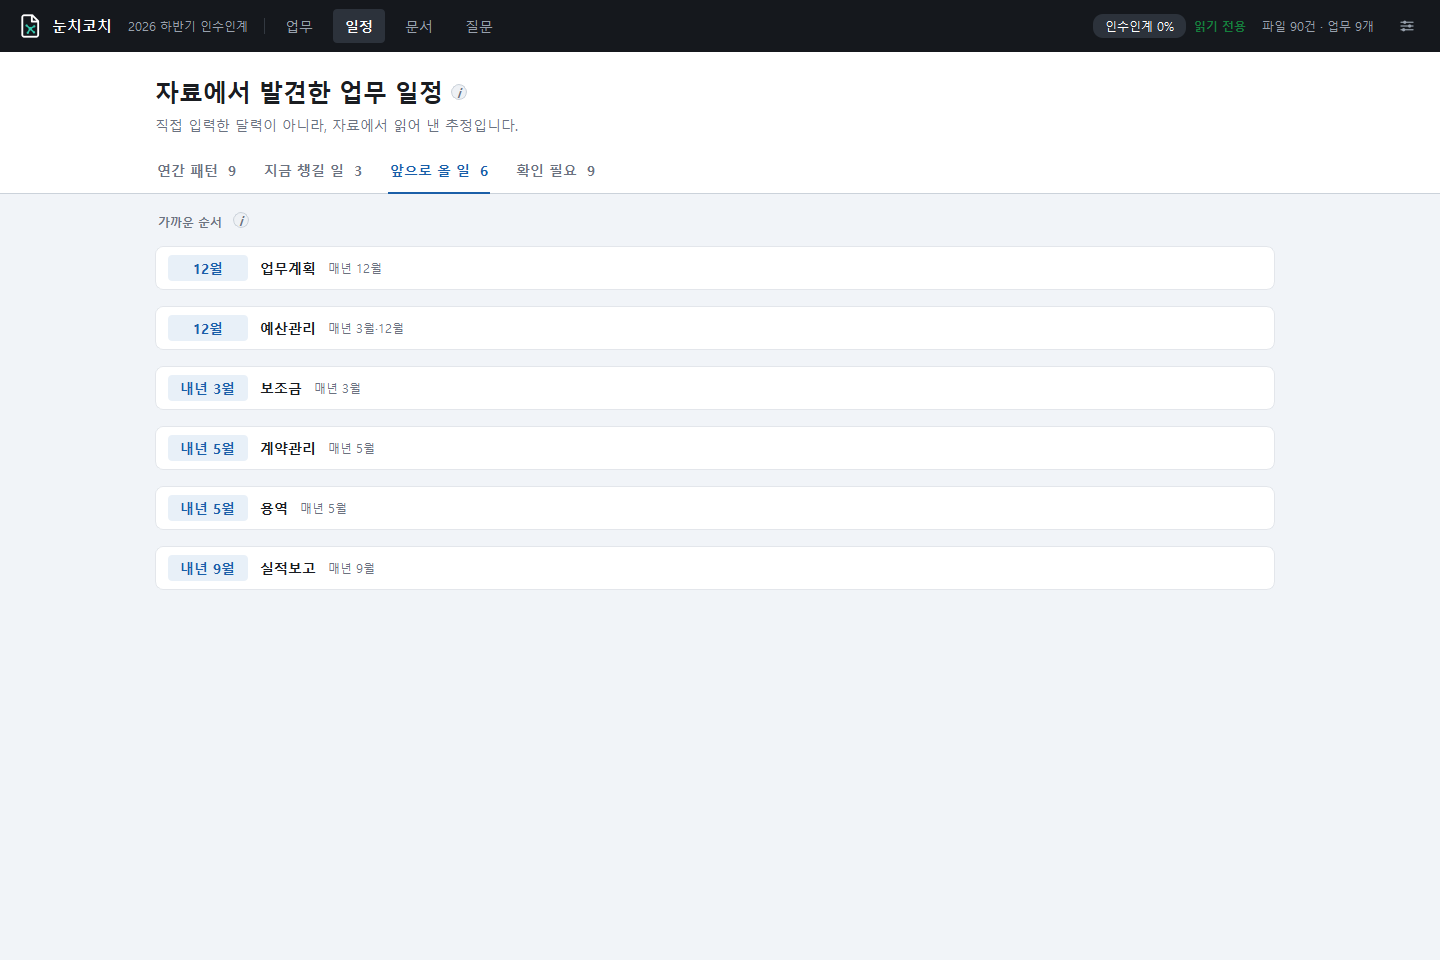 눈치코치 2026 하반기 인수인계 업무 일정 문서 질문 인수인계 0% 읽기 전용 파일 90건 · 업무 9개
자료에서 발견한 업무 일정 i
직접 입력한 달력이 아니라, 자료에서 읽어 낸 추정입니다.
연간 패턴 9 지금 챙길 일 3 앞으로 올 일 6 확인 필요 9
가까운 순서 i
12월 업무계획 매년 12월
12월 예산관리 매년 3월·12월
내년 3월 보조금 매년 3월
내년 5월 계약관리 매년 5월
내년 5월 용역 매년 5월
내년 9월 실적보고 매년 9월